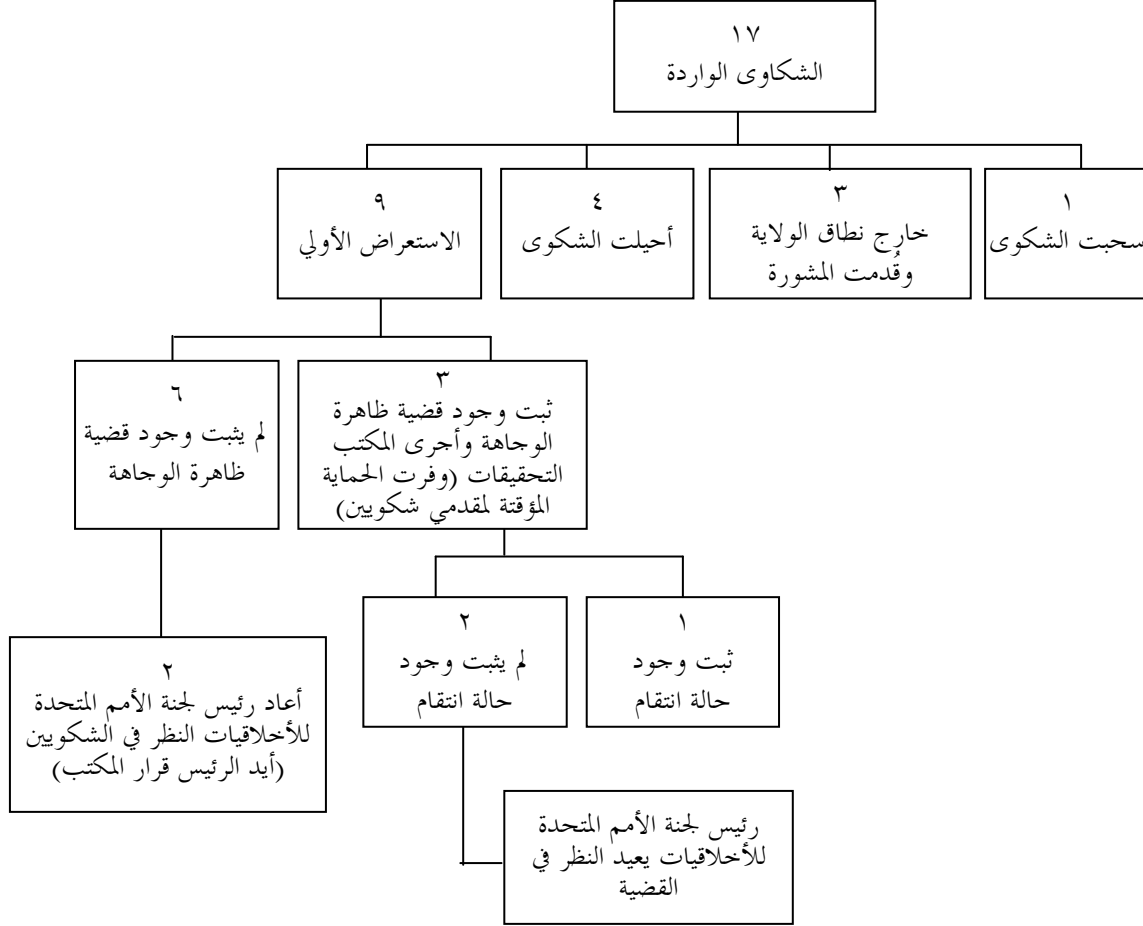 ١٧
الشكاوى الواردة
١
سحبت الشكوى
٣
خارج نطاق الولاية
وقُدمت المشورة
٤
أحيلت الشكوى
٩
الاستعراض الأولي
٣
ثبت وجود قضية ظاهرة
الوجاهة وأجرى المكتب
التحقيقات (وفرت الحماية
المؤقتة لمقدمي شكويين)
٦
لم يثبت وجود قضية
ظاهرة الوجاهة
١
ثبت وجود
حالة انتقام
٢
لم يثبت وجود
حالة انتقام
٢
أعاد رئيس لجنة الأمم المتحدة
للأخلاقيات النظر في الشكويين
(أيد الرئيس قرار المكتب)
رئيس لجنة الأمم المتحدة
للأخلاقيات يعيد النظر في
القضية